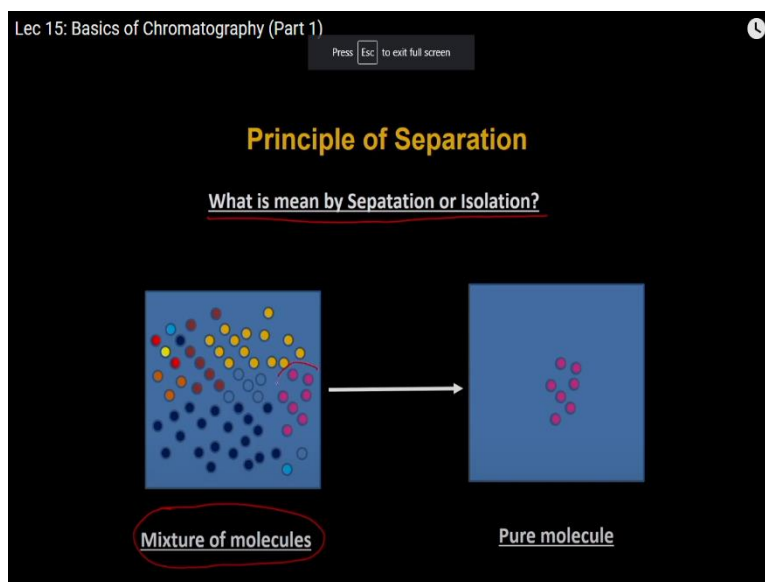 Lec 15: Basics of Chromatography (Part 1)
Press Esc to exit full screen
Principle of Separation
What is mean by Sepatation or Isolation?
Mixture of molecules
Pure molecule